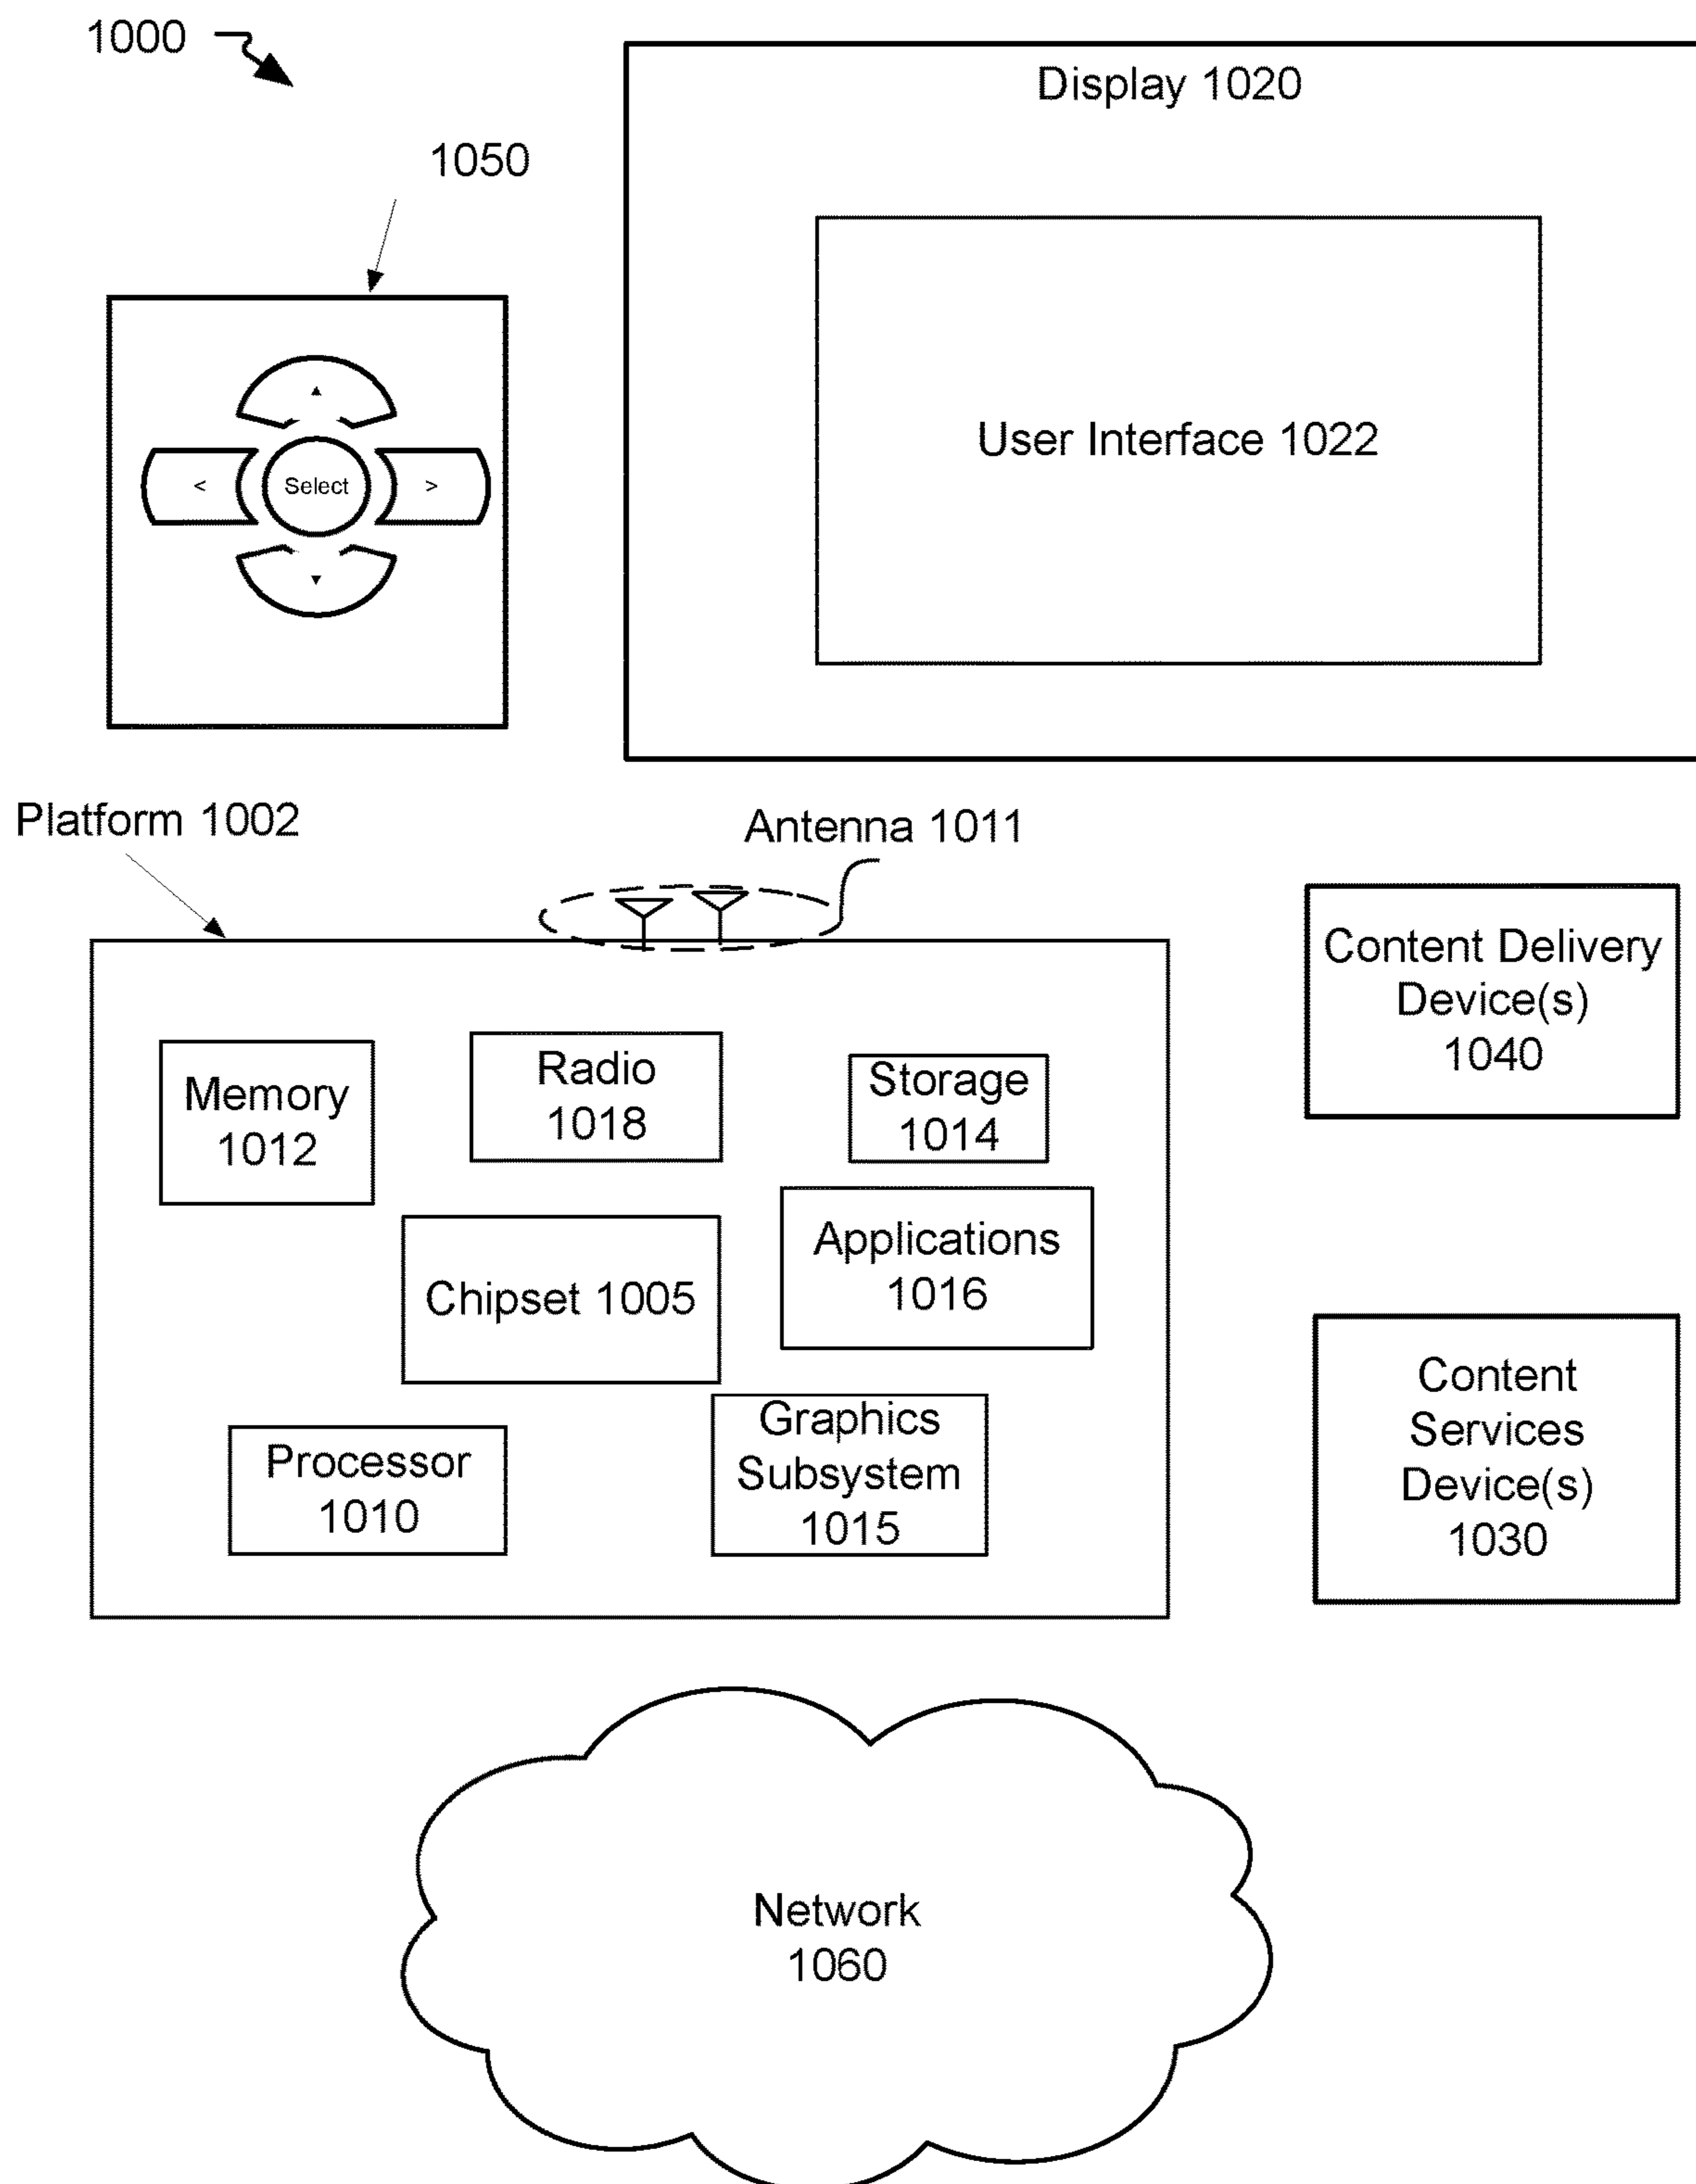 1000
Display 1020
1050
User Interface 1022
<
Select
>
Platform 1002
Antenna 1011
Content Delivery
Device(s)
1040
Memory
1012
Radio
1018
Storage
1014
Chipset 1005
Applications
1016
Processor
1010
Graphics
Subsystem
1015
Content
Services
Device(s)
1030
Network
1060